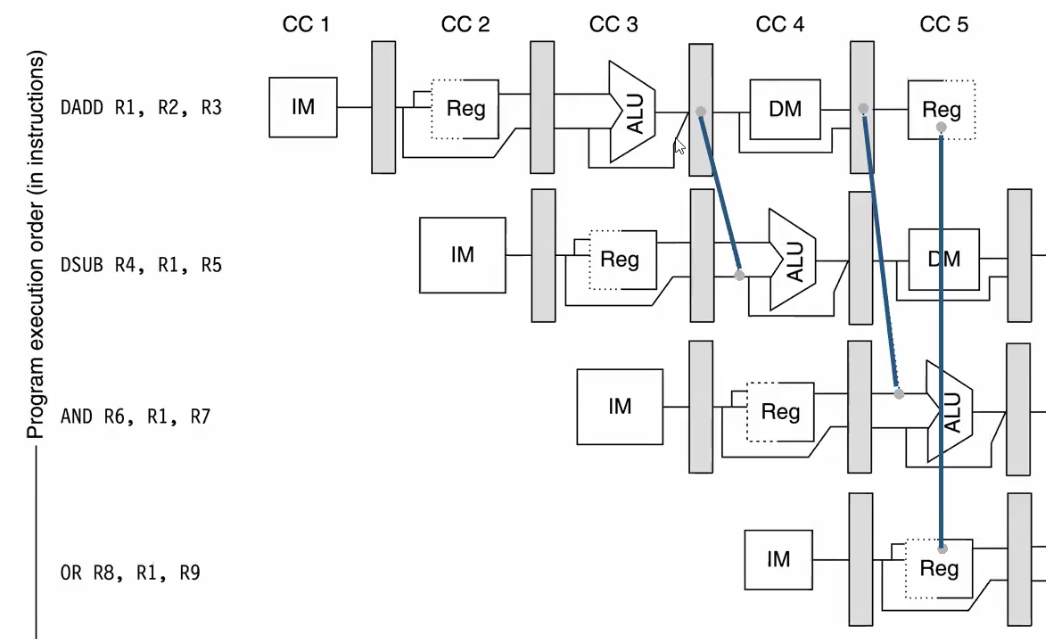 CC 1 CC 2 CC 3 CC 4 CC 5
Program execution order (in instructions)
DADD R1, R2, R3
IM Reg ALU DM Reg
DSUB R4, R1, R5
IM Reg ALU DM
AND R6, R1, R7
IM Reg ALU
OR R8, R1, R9
IM Reg